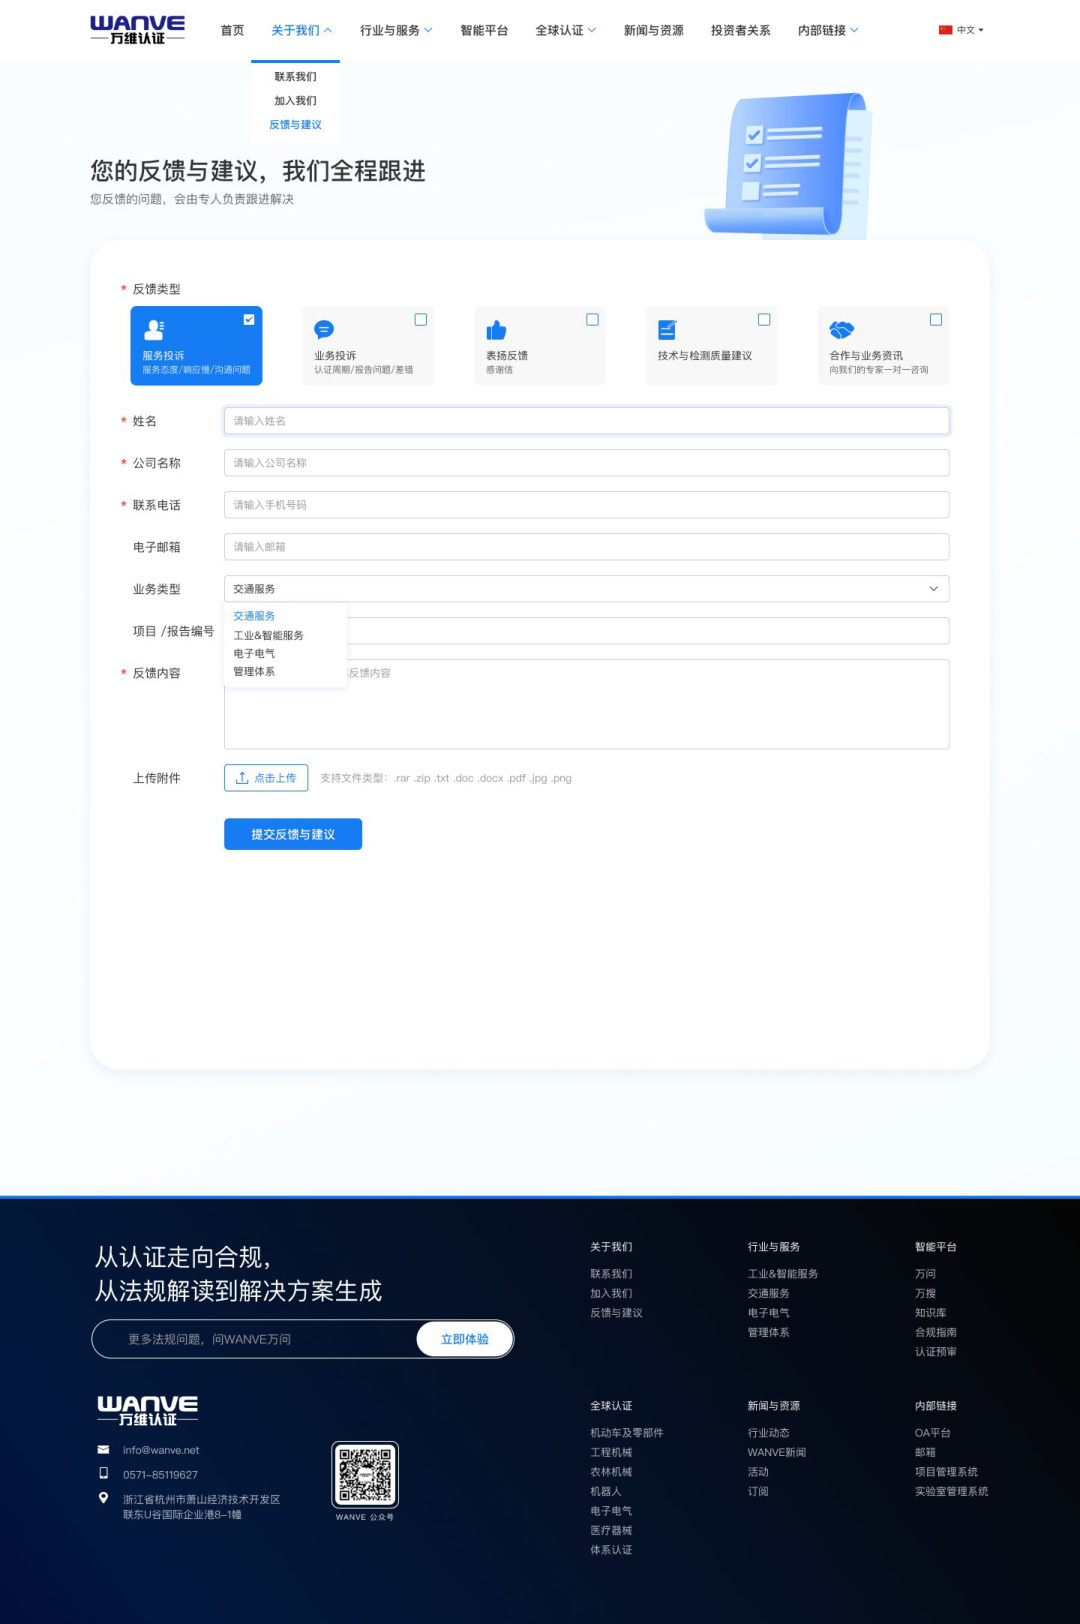 WANVE
万维认证
首页
关于我们
行业与服务
智能平台
全球认证
新闻与资源
投资者关系
内部链接
中文
联系我们
加入我们
反馈与建议
您的反馈与建议，我们全程跟进
您反馈的问题，会由专人负责跟进解决
* 反馈类型
服务投诉
服务态度/响应慢/沟通问题
业务投诉
认证周期/报告问题/差错
表扬反馈
感谢信
技术与检测质量建议
合作与业务资讯
向我们的专家一对一咨询
* 姓名
请输入姓名
* 公司名称
请输入公司名称
* 联系电话
请输入手机号码
电子邮箱
请输入邮箱
业务类型
交通服务
交通服务
工业&智能服务
电子电气
管理体系
项目 /报告编号
* 反馈内容
反馈内容
上传附件
点击上传
支持文件类型：.rar .zip .txt .doc .docx .pdf .jpg .png
提交反馈与建议
从认证走向合规，
从法规解读到解决方案生成
更多法规问题，问WANVE万问
立即体验
WANVE
万维认证
info@wanve.net
0571-85119627
浙江省杭州市萧山经济技术开发区
联东U谷国际企业港8-1幢
WANVE 公众号
关于我们
联系我们
加入我们
反馈与建议
行业与服务
工业&智能服务
交通服务
电子电气
管理体系
智能平台
万问
万搜
知识库
合规指南
认证预审
全球认证
机动车及零部件
工程机械
农林机械
机器人
电子电气
医疗器械
体系认证
新闻与资源
行业动态
WANVE新闻
活动
订阅
内部链接
OA平台
邮箱
项目管理系统
实验室管理系统